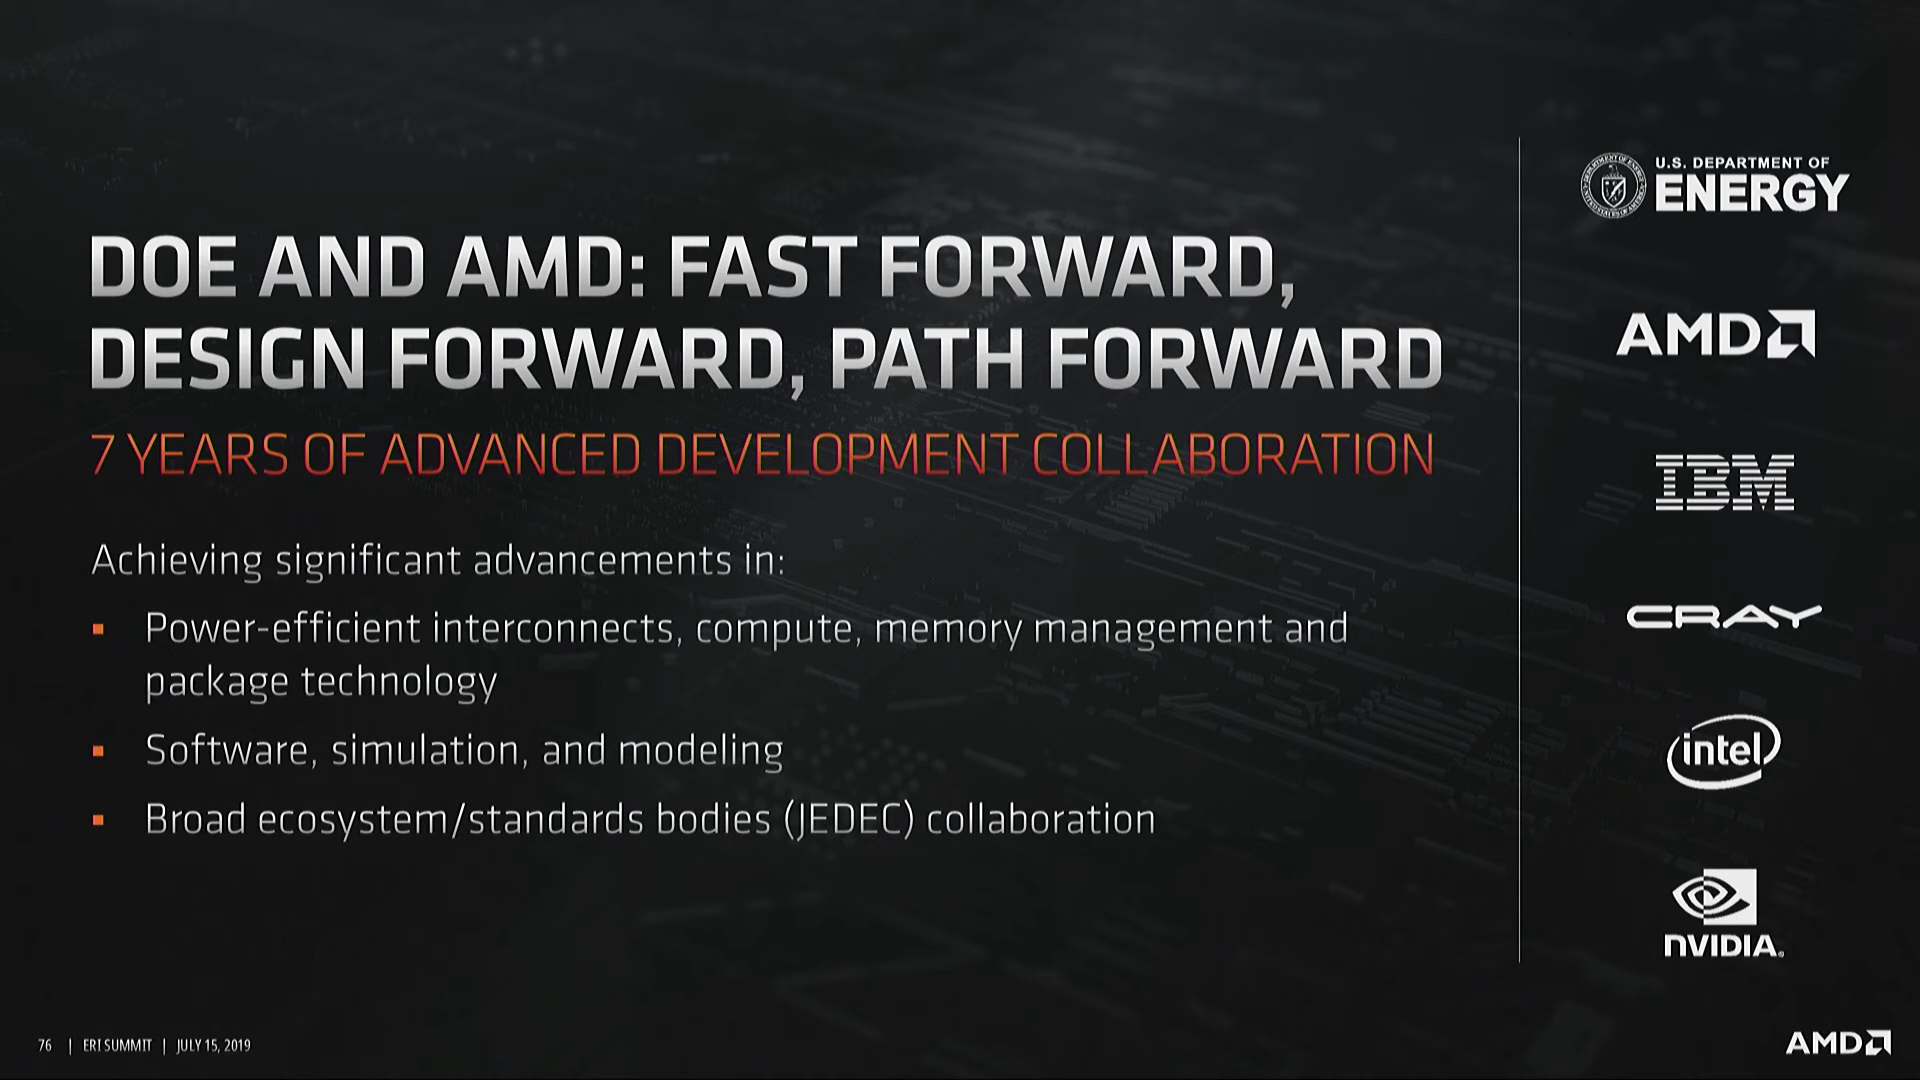 DOE AND AMD: FAST FORWARD,
DESIGN FORWARD, PATH FORWARD
7 YEARS OF ADVANCED DEVELOPMENT COLLABORATION
Achieving significant advancements in:
▪ Power-efficient interconnects, compute, memory management and
package technology
▪ Software, simulation, and modeling
▪ Broad ecosystem/standards bodies (JEDEC) collaboration
U.S. DEPARTMENT OF
ENERGY
AMD
IBM
CRAY
intel
NVIDIA.
76 | ERI SUMMIT | JULY 15, 2019
AMD